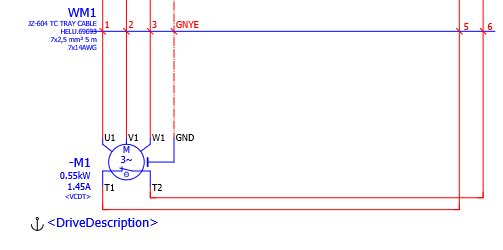 WM1
JZ-604 TC TRAY CABLE
HELU.69693
7x2,5 mm² 5 m
7x14AWG
1 2 3 GNYE 5 6
U1 V1 W1 GND
M
3~
-M1
0.55kW
1.45A
<VCDT>
T1 T2
<DriveDescription>